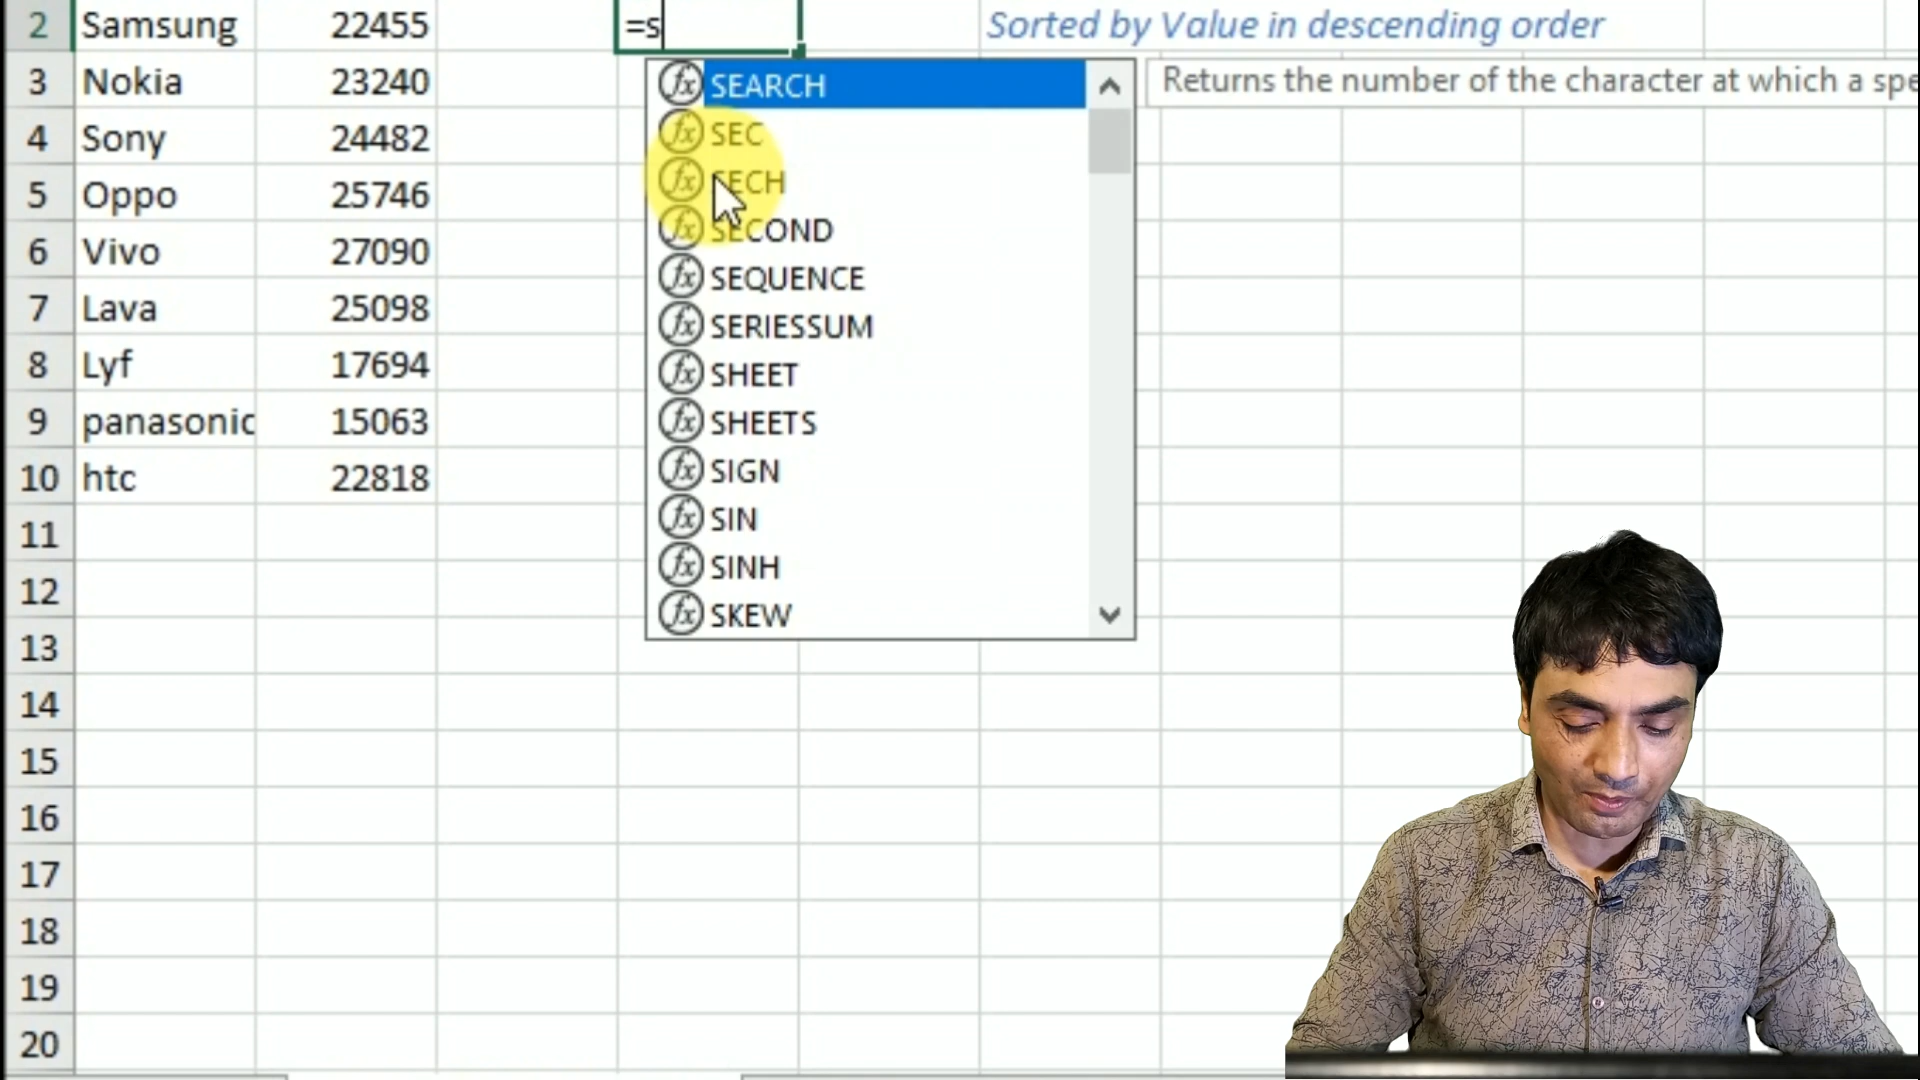 2 Samsung 22455 =s Sorted by Value in descending order
3 Nokia 23240 SEARCH Returns the number of the character at which a spe
4 Sony 24482 SEC
5 Oppo 25746 SECH
SECOND
6 Vivo 27090 SEQUENCE
7 Lava 25098 SERIESSUM
8 Lyf 17694 SHEET
9 panasonic 15063 SHEETS
10 htc 22818 SIGN
11 SIN
12 SINH
SKEW
13
14
15
16
17
18
19
20